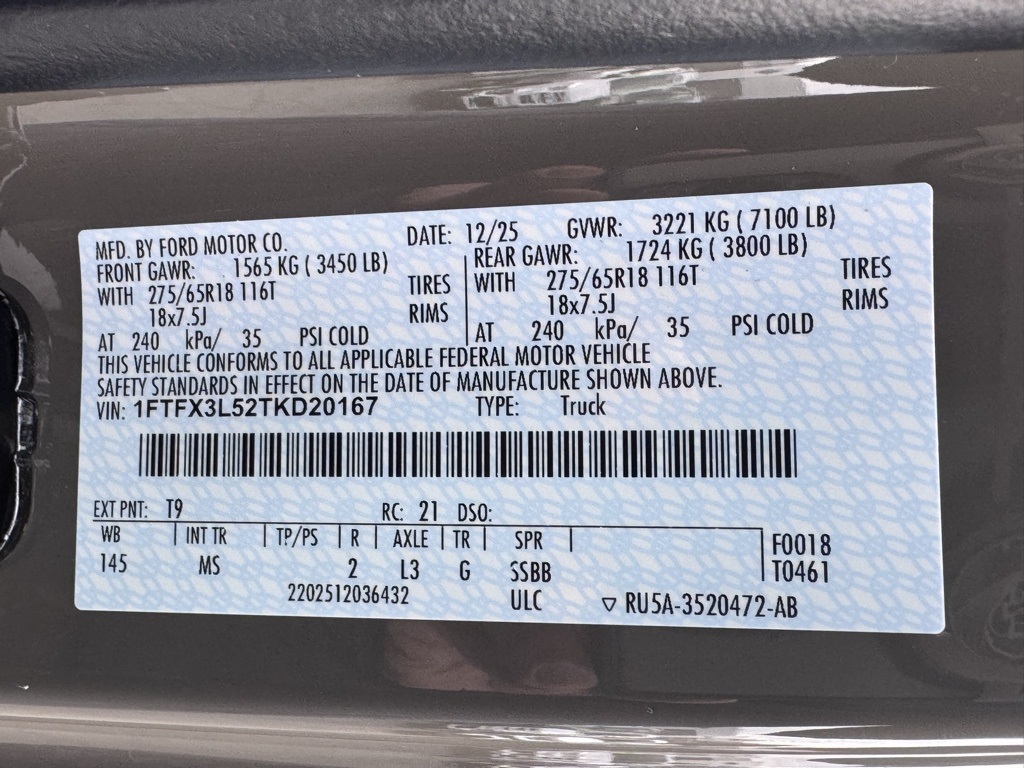 MFD. BY FORD MOTOR CO. DATE: 12/25 GVWR: 3221 KG ( 7100 LB)
FRONT GAWR: 1565 KG ( 3450 LB) REAR GAWR: 1724 KG ( 3800 LB)
WITH 275/65R18 116T TIRES WITH 275/65R18 116T TIRES
18x7.5J RIMS 18x7.5J RIMS
AT 240 kPa/ 35 PSI COLD AT 240 kPa/ 35 PSI COLD
THIS VEHICLE CONFORMS TO ALL APPLICABLE FEDERAL MOTOR VEHICLE
SAFETY STANDARDS IN EFFECT ON THE DATE OF MANUFACTURE SHOWN ABOVE.
VIN: 1FTFX3L52TKD20167 TYPE: Truck
EXT PNT: T9 RC: 21 DSO:
WB INT TR TP/PS R AXLE TR SPR F0018
145 MS 2 L3 G SSBB T0461
2202512036432 ULC ▽ RU5A-3520472-AB